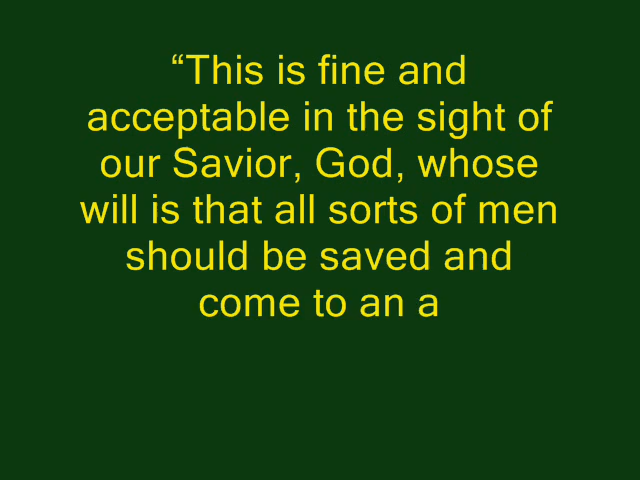 “This is fine and
acceptable in the sight of
our Savior, God, whose
will is that all sorts of men
should be saved and
come to an a